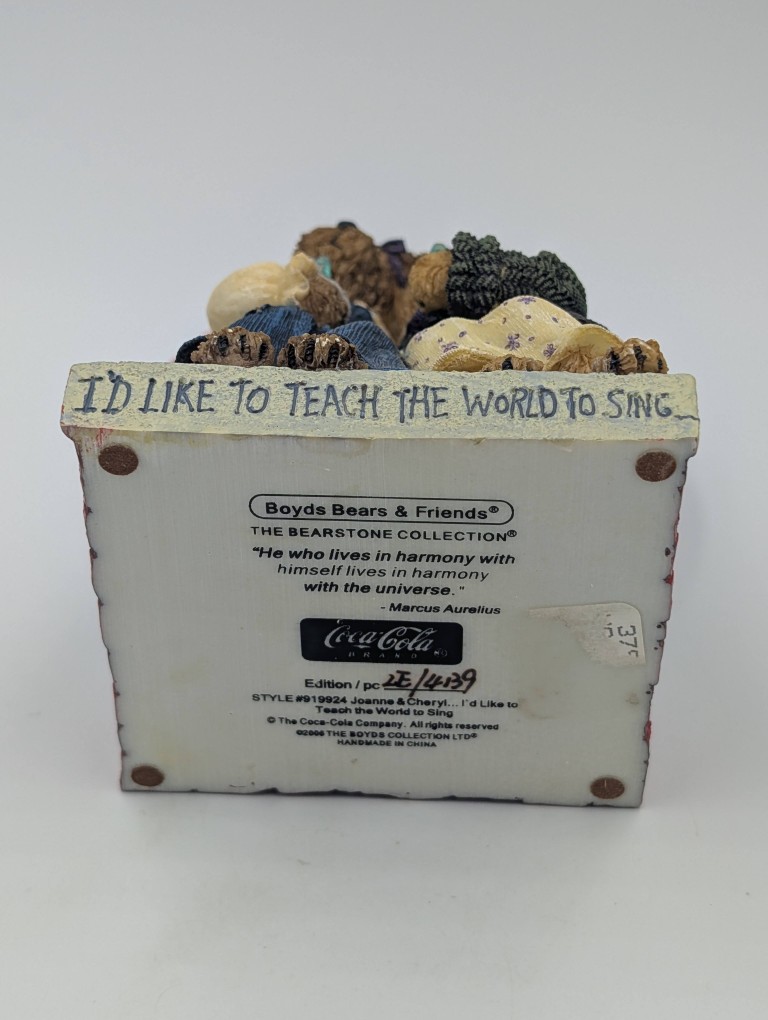 I'D LIKE TO TEACH THE WORLD TO SING...
Boyds Bears & Friends®
THE BEARSTONE COLLECTION®
"He who lives in harmony with
himself lives in harmony
with the universe."
- Marcus Aurelius
Coca-Cola
BRAND
Edition / pc LE/4139
STYLE #919924 Joanne & Cheryl... I'd Like to
Teach the World to Sing
© The Coca-Cola Company. All rights reserved
©2006 THE BOYDS COLLECTION LTD®
HANDMADE IN CHINA